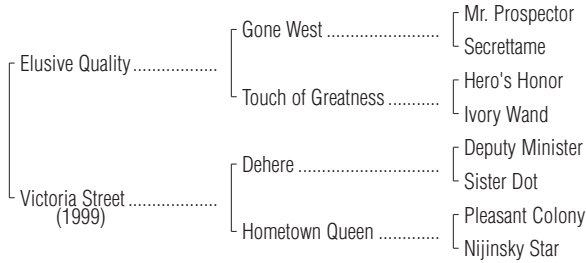 Mr. Prospector
Gone West ........................
Secrettame
Elusive Quality ..................
Hero's Honor
Touch of Greatness ...........
Ivory Wand
Deputy Minister
Dehere ..............................
Sister Dot
Victoria Street ...................
(1999)
Pleasant Colony
Hometown Queen .............
Nijinsky Star